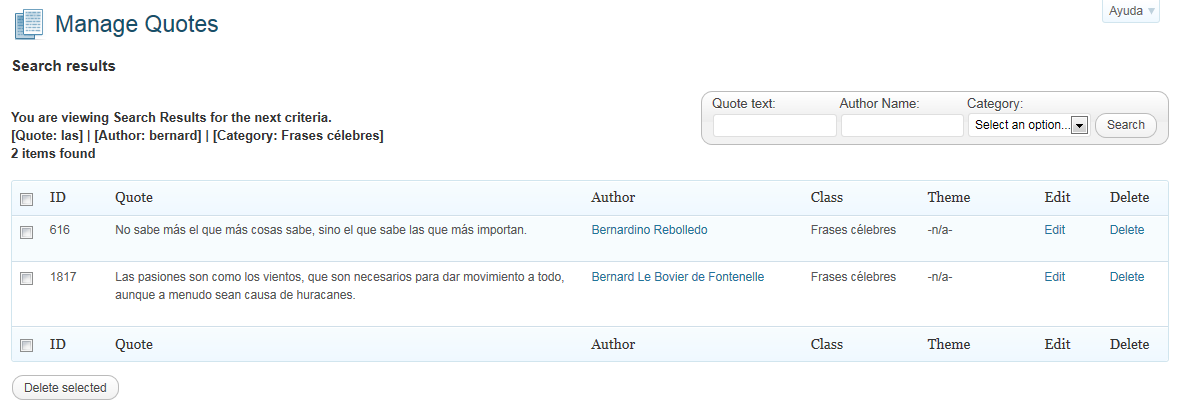 Ayuda
Manage Quotes
Search results
You are viewing Search Results for the next criteria.
[Quote: las] | [Author: bernard] | [Category: Frases célebres]
2 items found
Quote text: Author Name: Category:
Select an option... Search
ID Quote Author Class Theme Edit Delete
616 No sabe más el que más cosas sabe, sino el que sabe las que más importan. Bernardino Rebolledo Frases célebres -n/a- Edit Delete
1817 Las pasiones son como los vientos, que son necesarios para dar movimiento a todo, Bernard Le Bovier de Fontenelle Frases célebres -n/a- Edit Delete
aunque a menudo sean causa de huracanes.
ID Quote Author Class Theme Edit Delete
Delete selected